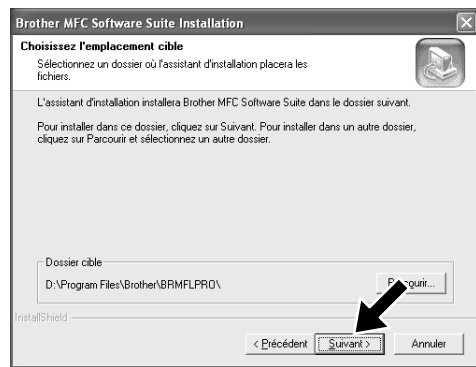 Brother MFC Software Suite Installation
Choisissez l'emplacement cible
Sélectionnez un dossier où l'assistant d'installation placera les
fichiers.
L'assistant d'installation installera Brother MFC Software Suite dans le dossier suivant.
Pour installer dans ce dossier, cliquez sur Suivant. Pour installer dans un autre dossier,
cliquez sur Parcourir et sélectionnez un autre dossier.
Dossier cible
D:\Program Files\Brother\BRMFLPRO\
Parcourir...
InstallShield
< Précédent
Suivant >
Annuler